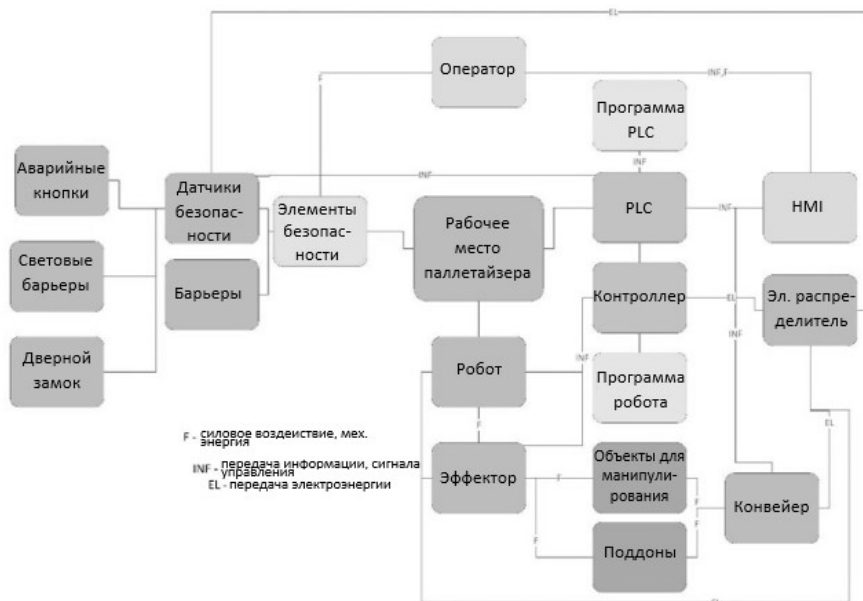 EL
Оператор
F
INF,F
Программа
PLC
Аварийные
кнопки
Датчики
безопас-
ности
INF
INF
Элементы
безопас-
ности
Рабочее
место
паллетайзера
PLC
INF
HMI
Световые
барьеры
Барьеры
Контроллер
EL
Эл. распре-
делитель
INF
Дверной
замок
Робот
INF
Программа
робота
F
EL
F - силовое воздеиствие, мех.
энергия
INF - передача информации, сигнала
управления
EL - передача электроэнергии
Эффектор
F
Объекты для
манипули-
рования
F
Конвейер
F
F
Поддоны
EL